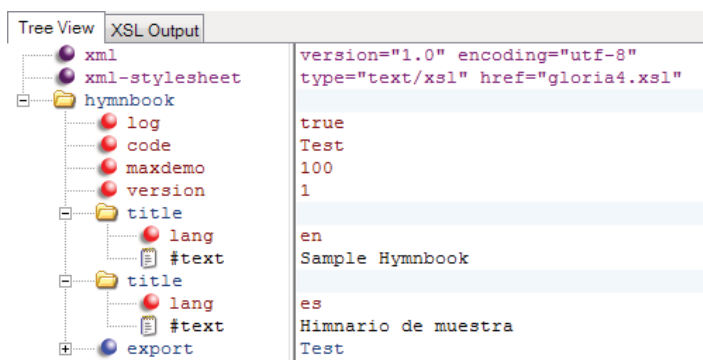 Tree View XSL Output
xml version="1.0" encoding="utf-8"
xml-stylesheet type="text/xsl" href="gloria4.xsl"
hymnbook
log true
code Test
maxdemo 100
version 1
title
lang en
#text Sample Hymnbook
title
lang es
#text Himnario de muestra
export Test